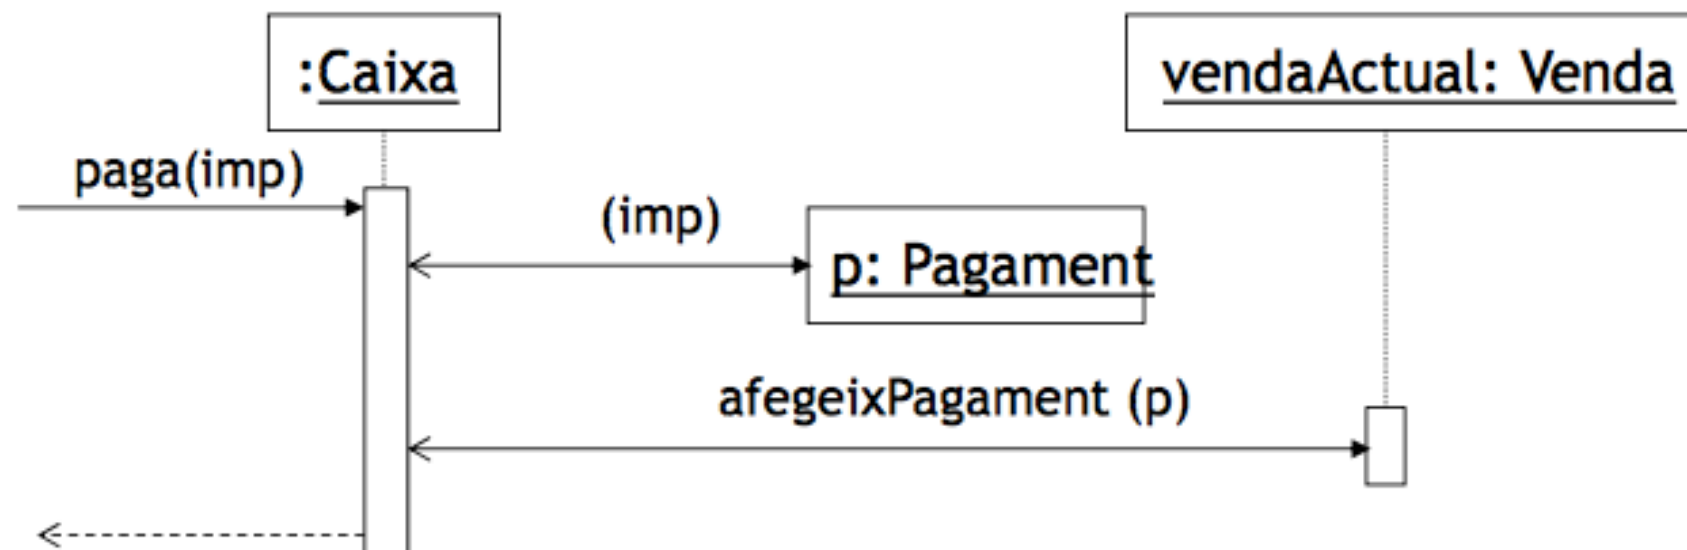 :Caixa
vendaActual: Venda
paga(imp)
(imp)
p: Pagament
afegeixPagament (p)